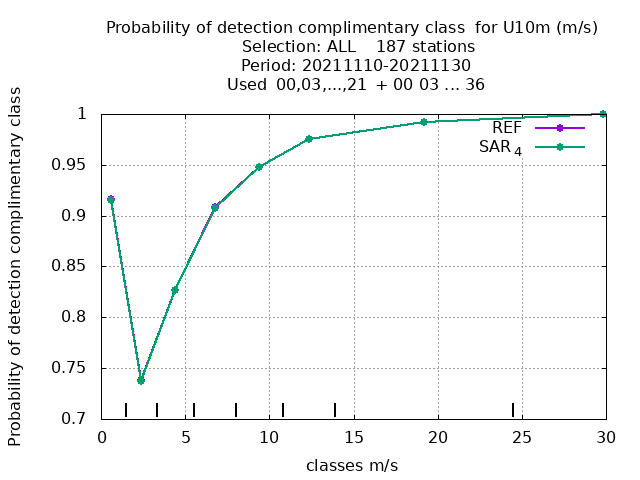 Probability of detection complimentary class for U10m (m/s)
Selection: ALL 187 stations
Period: 20211110-20211130
Used 00,03,...,21 + 00 03 ... 36
Probability of detection complimentary class
1
0.95
0.9
0.85
0.8
0.75
0.7
REF
SAR 4
0 5 10 15 20 25 30
classes m/s